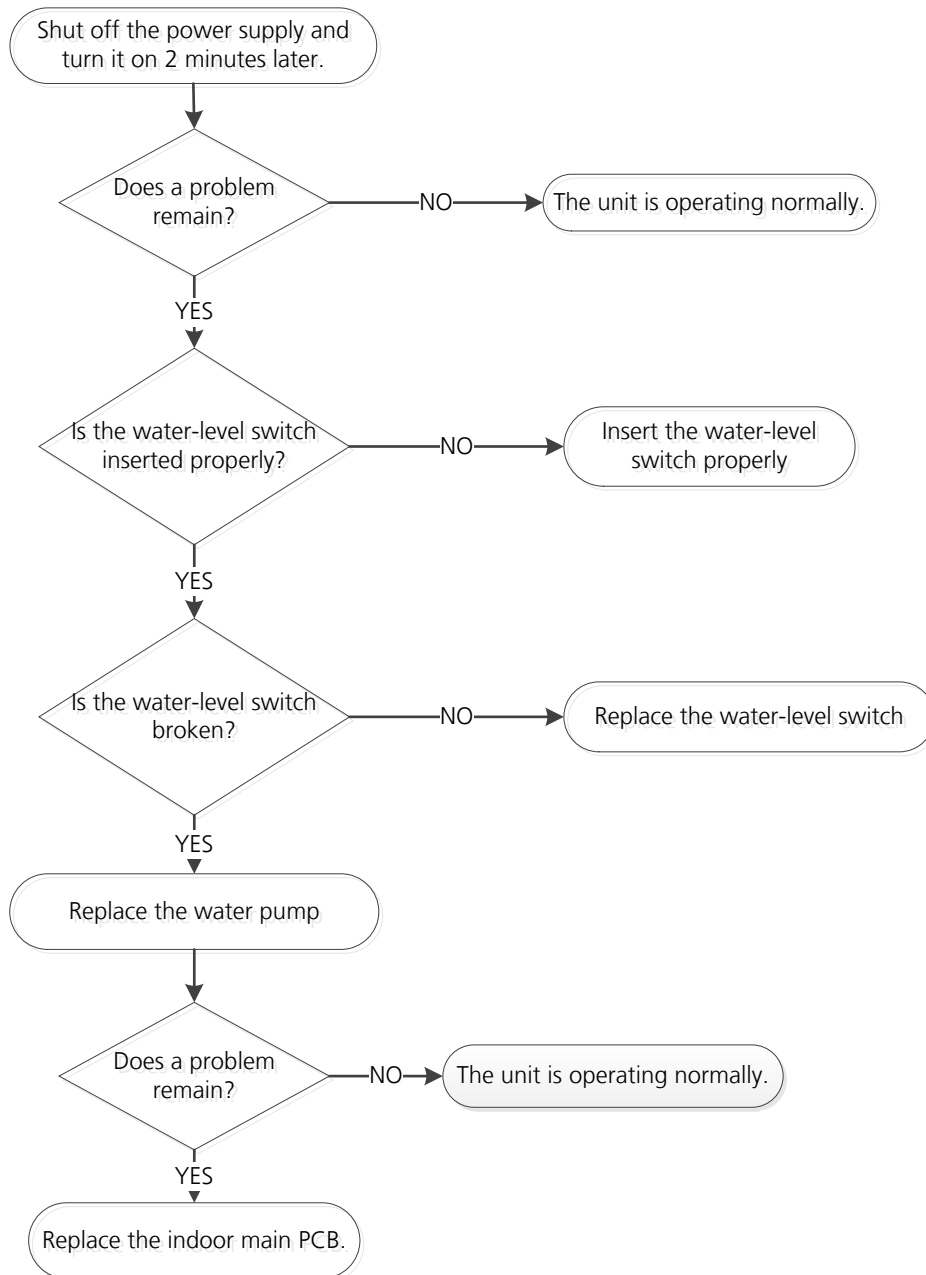 Shut off the power supply and
turn it on 2 minutes later.
Does a problem
remain?
NO
The unit is operating normally.
YES
Is the water-level switch
inserted properly?
NO
Insert the water-level
switch properly
YES
Is the water-level switch
broken?
NO
Replace the water-level switch
YES
Replace the water pump
Does a problem
remain?
NO
The unit is operating normally.
YES
Replace the indoor main PCB.